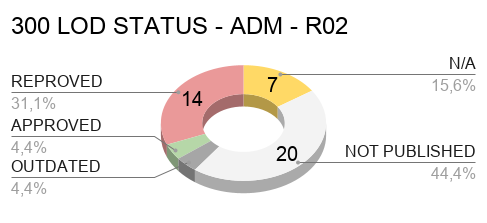 300 LOD STATUS - ADM - R02
N/A
15,6%
REPROVED
31,1%
7
14
APPROVED
4,4%
20
NOT PUBLISHED
44,4%
OUTDATED
4,4%